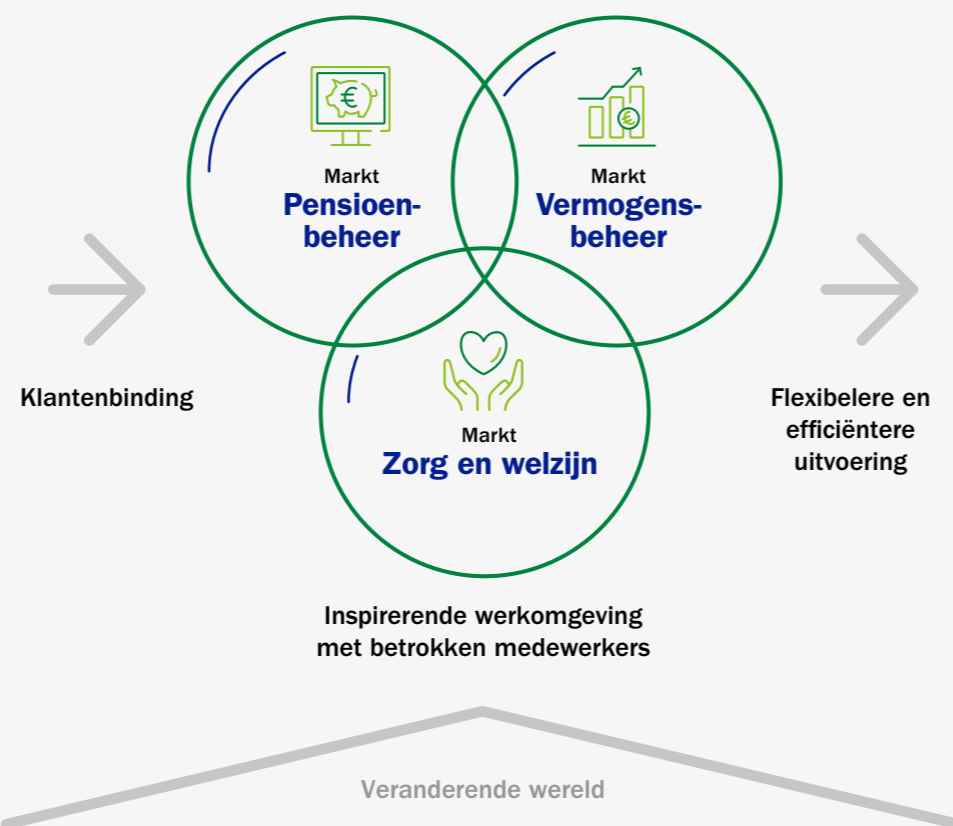 Markt
Pensioen-
beheer
Markt
Vermogens-
beheer
Klantenbinding
Markt
Zorg en welzijn
Flexibelere en
efficiëntere
uitvoering
Inspirerende werkomgeving
met betrokken medewerkers
Veranderende wereld